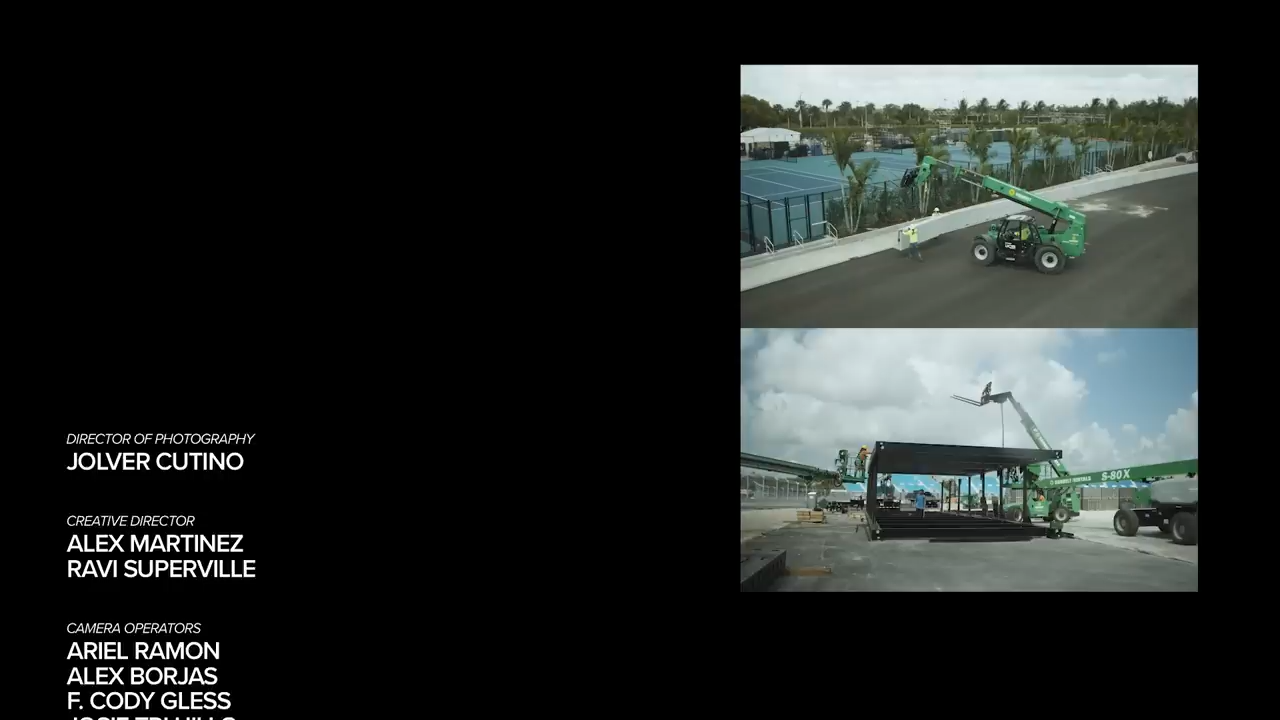 DIRECTOR OF PHOTOGRAPHY
JOLVER CUTINO
CREATIVE DIRECTOR
ALEX MARTINEZ
RAVI SUPERVILLE
CAMERA OPERATORS
ARIEL RAMON
ALEX BORJAS
F. CODY GLESS
S-80X